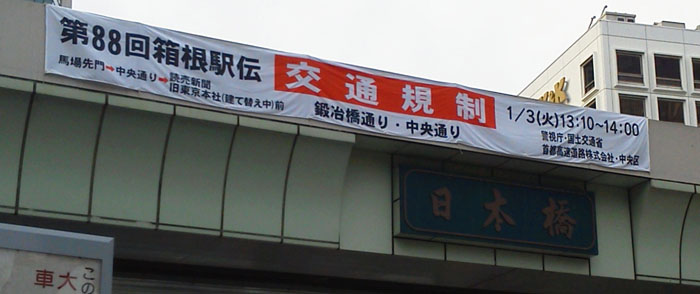 第88回箱根駅伝
馬場先門→中央通り→読売新聞
旧東京本社(建て替え中)前
交通規制
鍛冶橋通り・中央通り
1/3(火)13:10~14:00
警視庁・国土交通省
首都高速道路株式会社・中央区
日本橋
この
大
車